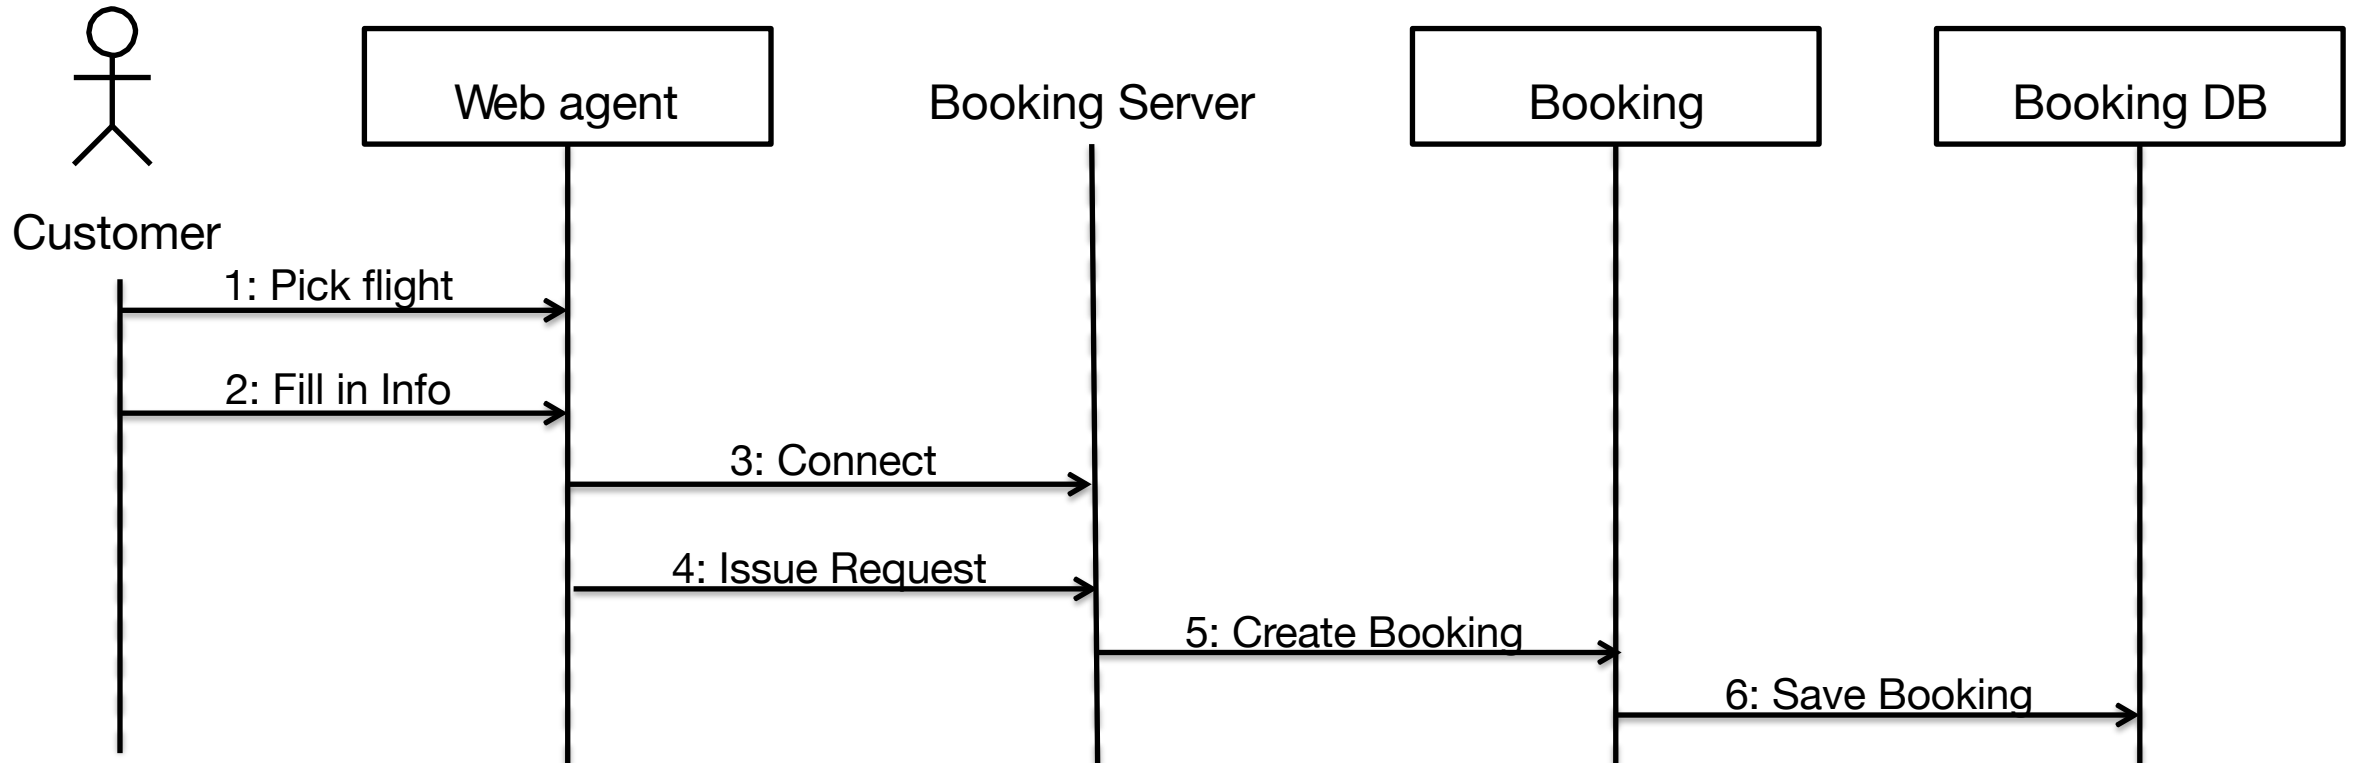 Web agent
Booking Server
Booking
Booking DB
Customer
1: Pick flight
2: Fill in Info
3: Connect
4: Issue Request
5: Create Booking
6: Save Booking